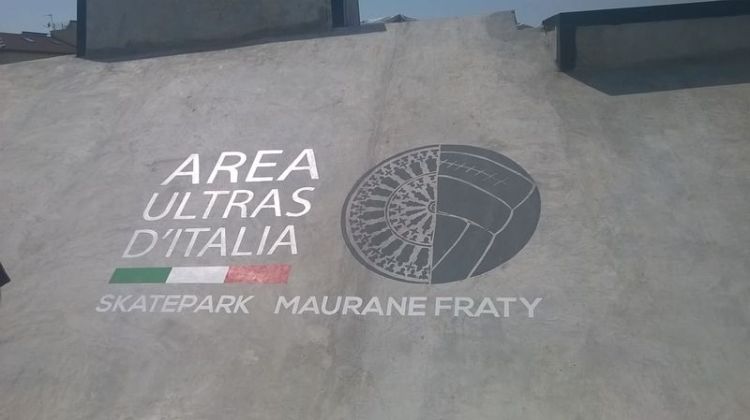 AREA
ULTRAS
D'ITALIA
SKATEPARK MAURANE FRATY